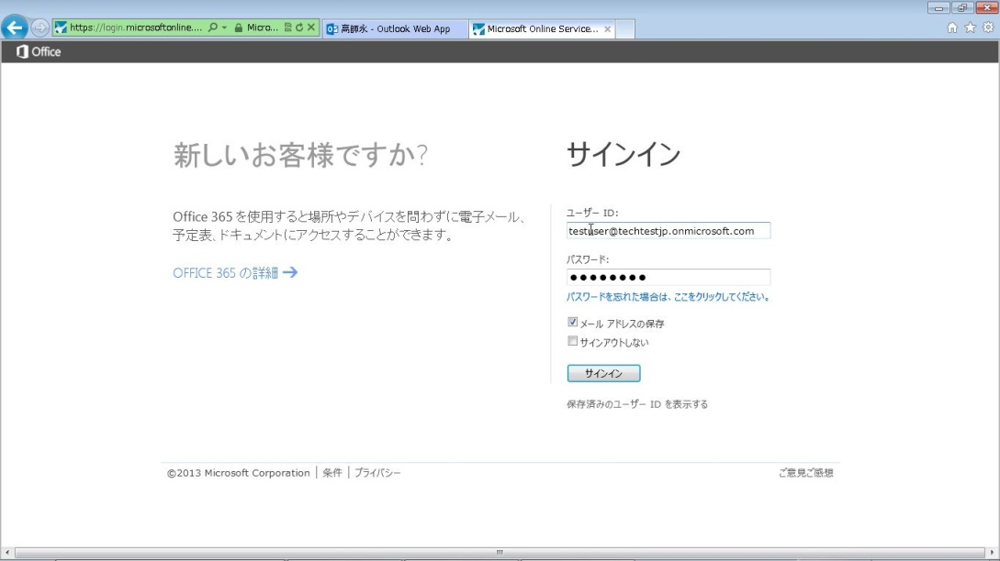 https://login.microsoftonline....
Micro...
高師永 - Outlook Web App
Microsoft Online Service...
Office
新しいお客様ですか?
Office 365 を使用すると場所やデバイスを問わずに電子メール、
予定表、ドキュメントにアクセスすることができます。
OFFICE 365 の詳細
サインイン
ユーザー ID:
testuser@techtestjp.onmicrosoft.com
パスワード:
パスワードを忘れた場合は、ここをクリックしてください。
メール アドレスの保存
サインアウトしない
サインイン
保存済みのユーザー ID を表示する
©2013 Microsoft Corporation
条件
プライバシー
ご意見ご感想